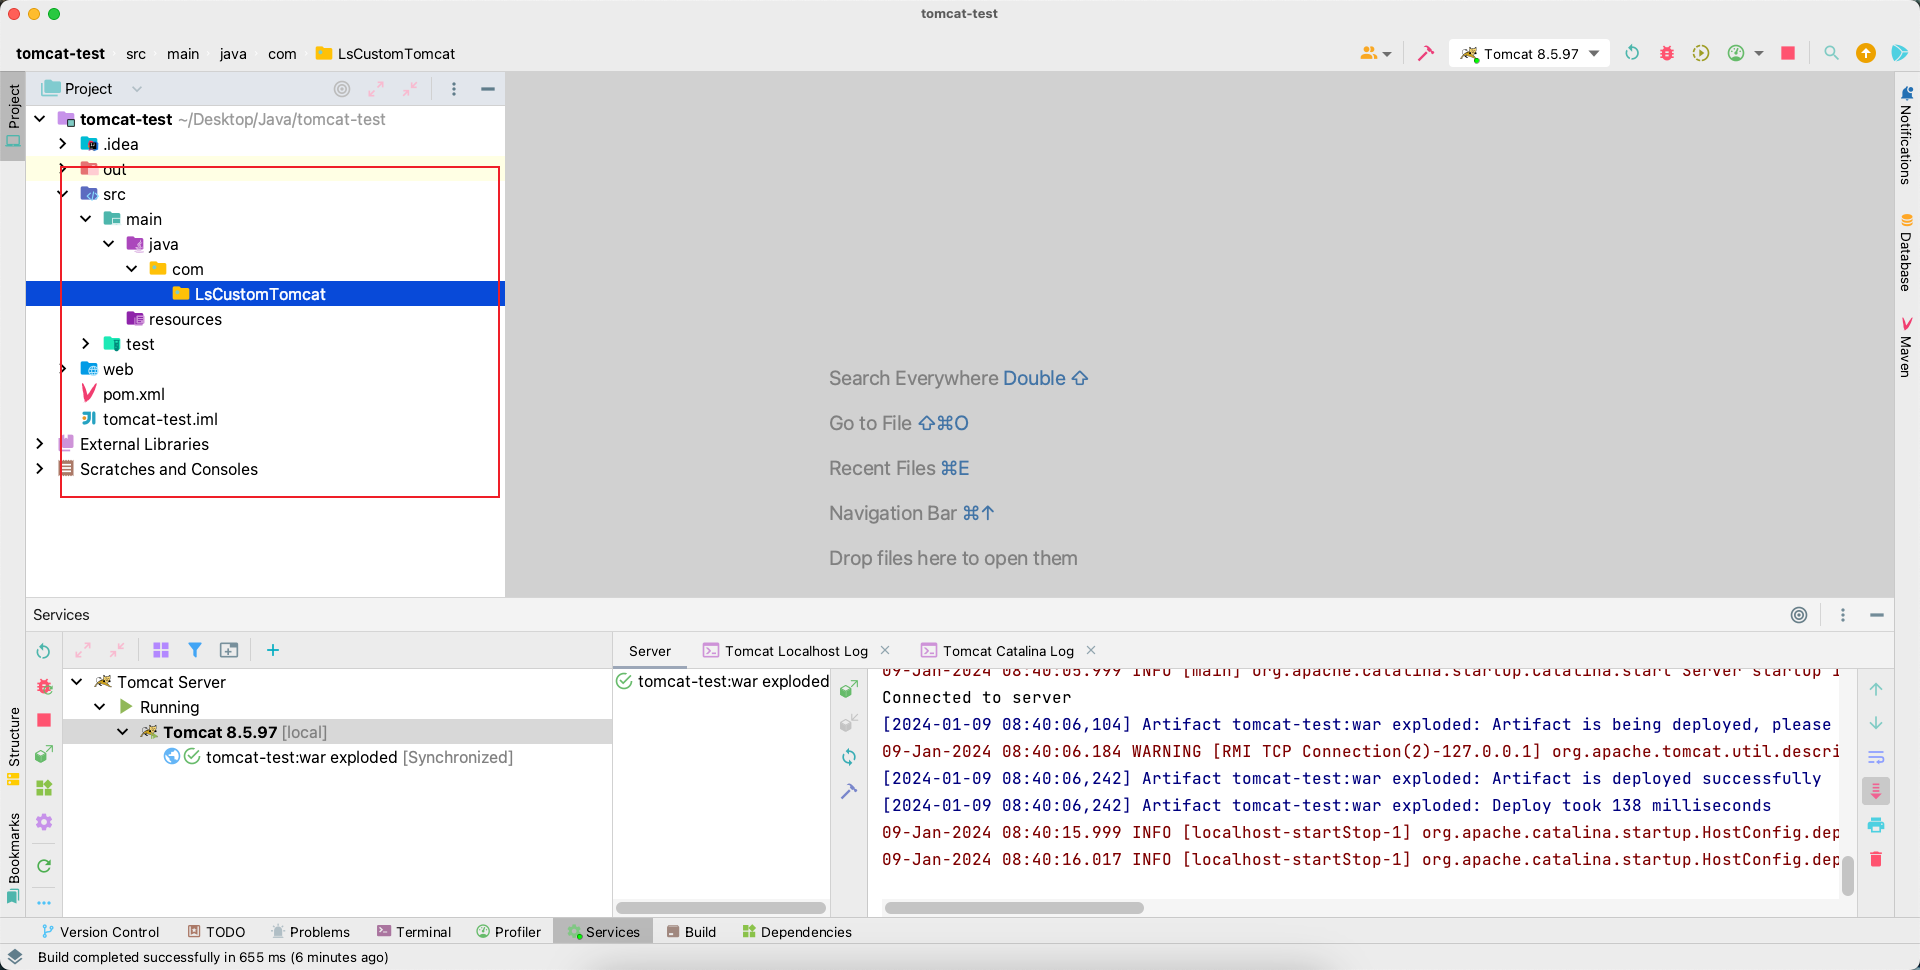 tomcat-test
tomcat-test src main java com LsCustomTomcat
Tomcat 8.5.97
Project
Project
tomcat-test ~/Desktop/Java/tomcat-test
.idea
out
src
main
java
com
LsCustomTomcat
resources
test
web
pom.xml
tomcat-test.iml
External Libraries
Scratches and Consoles
Search Everywhere Double ⇧
Go to File ⇧⌘O
Recent Files ⌘E
Navigation Bar ⌘↑
Drop files here to open them
Notifications
Database
Maven
Services
Structure
Bookmarks
Tomcat Server
Running
Tomcat 8.5.97 [local]
tomcat-test:war exploded [Synchronized]
Server Tomcat Localhost Log Tomcat Catalina Log
tomcat-test:war exploded
09-Jan-2024 08:40:05.999 INFO [main] org.apache.catalina.startup.Catalina.start Server startup i
Connected to server
[2024-01-09 08:40:06,104] Artifact tomcat-test:war exploded: Artifact is being deployed, please
09-Jan-2024 08:40:06.184 WARNING [RMI TCP Connection(2)-127.0.0.1] org.apache.tomcat.util.descri
[2024-01-09 08:40:06,242] Artifact tomcat-test:war exploded: Artifact is deployed successfully
[2024-01-09 08:40:06,242] Artifact tomcat-test:war exploded: Deploy took 138 milliseconds
09-Jan-2024 08:40:15.999 INFO [localhost-startStop-1] org.apache.catalina.startup.HostConfig.dep
09-Jan-2024 08:40:16.017 INFO [localhost-startStop-1] org.apache.catalina.startup.HostConfig.dep
Version Control TODO Problems Terminal Profiler Services Build Dependencies
Build completed successfully in 655 ms (6 minutes ago)